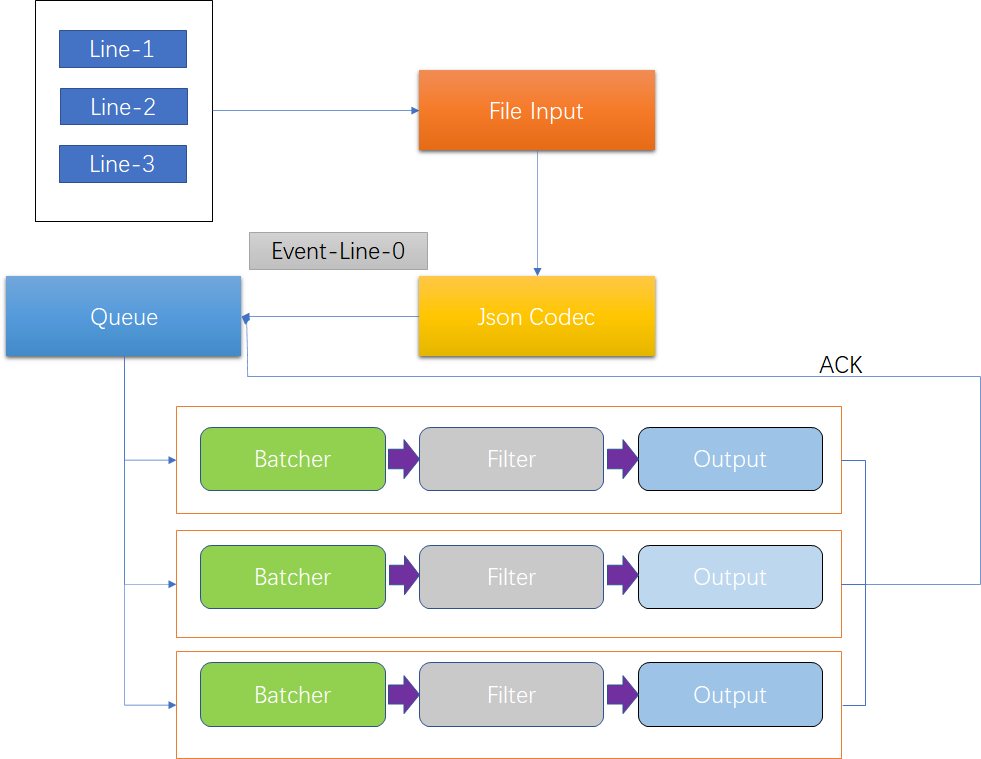 Line-1
Line-2
Line-3
File Input
Event-Line-0
Queue
Json Codec
ACK
Batcher
Filter
Output
Batcher
Filter
Output
Batcher
Filter
Output